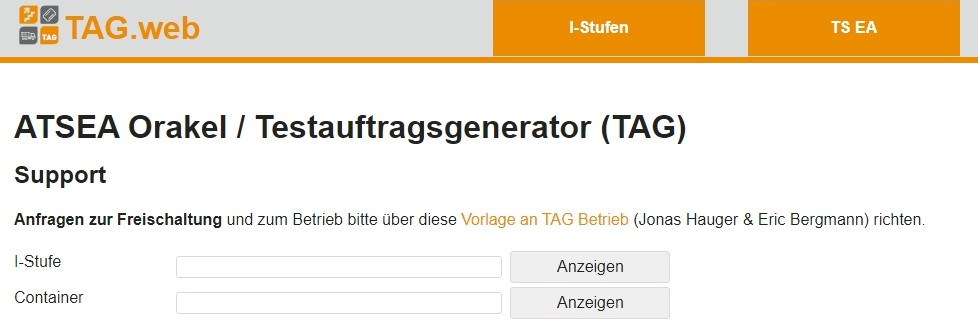 TAG TAG.web I-Stufen TS EA
ATSEA Orakel / Testauftragsgenerator (TAG)
Support
Anfragen zur Freischaltung und zum Betrieb bitte über diese Vorlage an TAG Betrieb (Jonas Hauger & Eric Bergmann) richten.
I-Stufe Anzeigen
Container Anzeigen